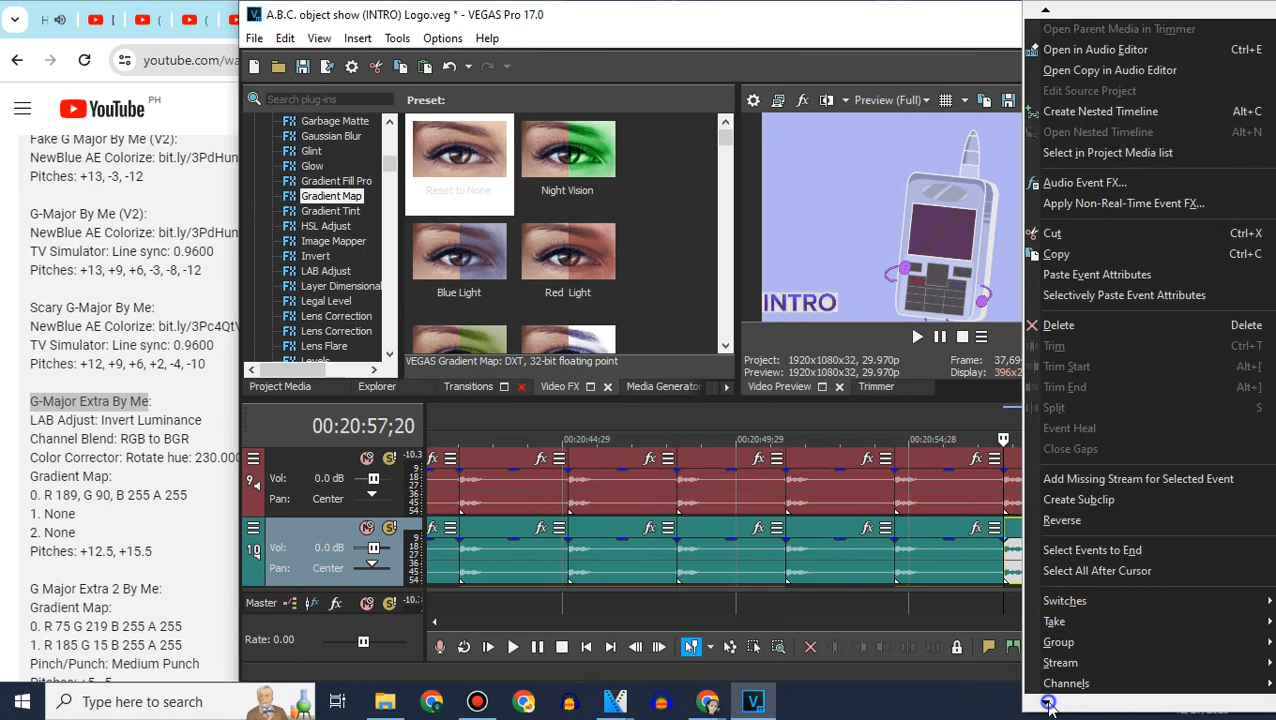 A.B.C. object show (INTRO) Logo.veg * - VEGAS Pro 17.0
File Edit View Insert Tools Options Help
youtube.com/wa
YouTube PH
Fake G Major By Me (V2):
NewBlue AE Colorize: bit.ly/3PdHun
Pitches: +13, -3, -12
G-Major By Me (V2):
NewBlue AE Colorize: bit.ly/3PdHun
TV Simulator: Line sync: 0.9600
Pitches: +13, +9, +6, -3, -8, -12
Scary G-Major By Me:
NewBlue AE Colorize: bit.ly/3Pc4QtV
TV Simulator: Line sync: 0.9600
Pitches: +12, +9, +6, +2, -4, -10
G-Major Extra By Me:
LAB Adjust: Invert Luminance
Channel Blend: RGB to BGR
Color Corrector: Rotate hue: 230.000
Gradient Map:
0. R 189, G 90, B 255 A 255
1. None
2. None
Pitches: +12.5, +15.5
G Major Extra 2 By Me:
Gradient Map:
0. R 75 G 219 B 255 A 255
1. R 185 G 15 B 255 A 255
Pinch/Punch: Medium Punch
Search plug-ins
Garbage Matte
Gaussian Blur
Glint
Glow
Gradient Fill Pro
Gradient Map
Gradient Tint
HSL Adjust
Image Mapper
Invert
LAB Adjust
Layer Dimensional
Legal Level
Lens Correction
Lens Correction
Lens Flare
Preset:
Reset to None
Night Vision
Blue Light
Red Light
VEGAS Gradient Map: DXT, 32-bit floating point
Project Media Explorer Transitions Video FX Media Generator
Preview (Full)
INTRO
Project: 1920x1080x32, 29.970p
Preview: 1920x1080x32, 29.970p
Frame: 37,69
Display: 396x2
Video Preview Trimmer
00:20:57;20
00:20:44;29 00:20:49;29 00:20:54;28
9
Vol: 0.0 dB
Pan: Center
10
Vol: 0.0 dB
Pan: Center
Master
Rate: 0.00
Open Parent Media in Trimmer
Open in Audio Editor Ctrl+E
Open Copy in Audio Editor
Edit Source Project
Create Nested Timeline Alt+C
Open Nested Timeline Alt+N
Select in Project Media list
Audio Event FX...
Apply Non-Real-Time Event FX...
Cut Ctrl+X
Copy Ctrl+C
Paste Event Attributes
Selectively Paste Event Attributes
Delete Delete
Trim Ctrl+T
Trim Start Alt+[
Trim End Alt+]
Split S
Event Heal
Close Gaps
Add Missing Stream for Selected Event
Create Subclip
Reverse
Select Events to End
Select All After Cursor
Switches
Take
Group
Stream
Channels
Type here to search